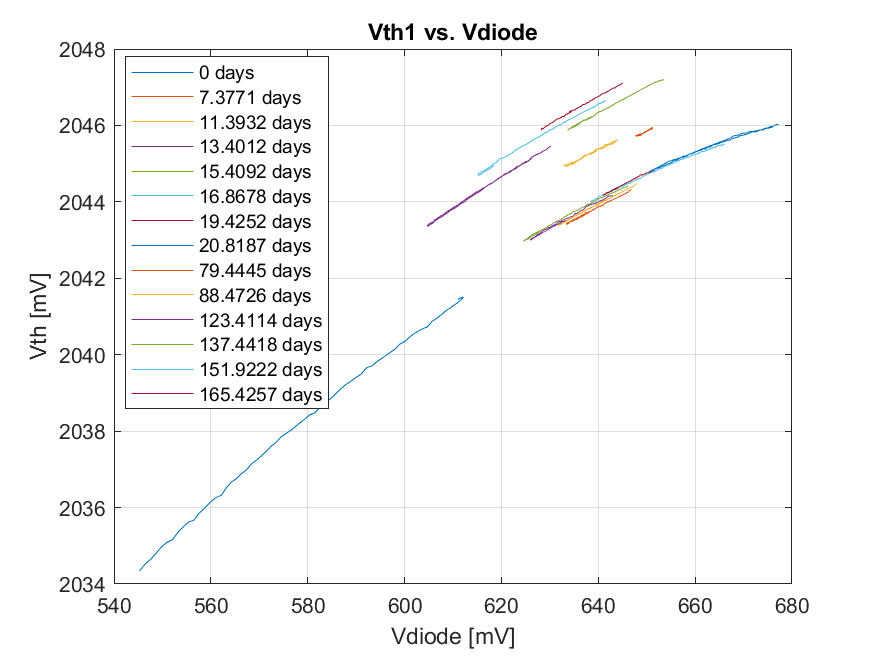 Vth1 vs. Vdiode
2048
2046
2044
2042
2040
2038
2036
2034
Vth [mV]
0 days
7.3771 days
11.3932 days
13.4012 days
15.4092 days
16.8678 days
19.4252 days
20.8187 days
79.4445 days
88.4726 days
123.4114 days
137.4418 days
151.9222 days
165.4257 days
540 560 580 600 620 640 660 680
Vdiode [mV]